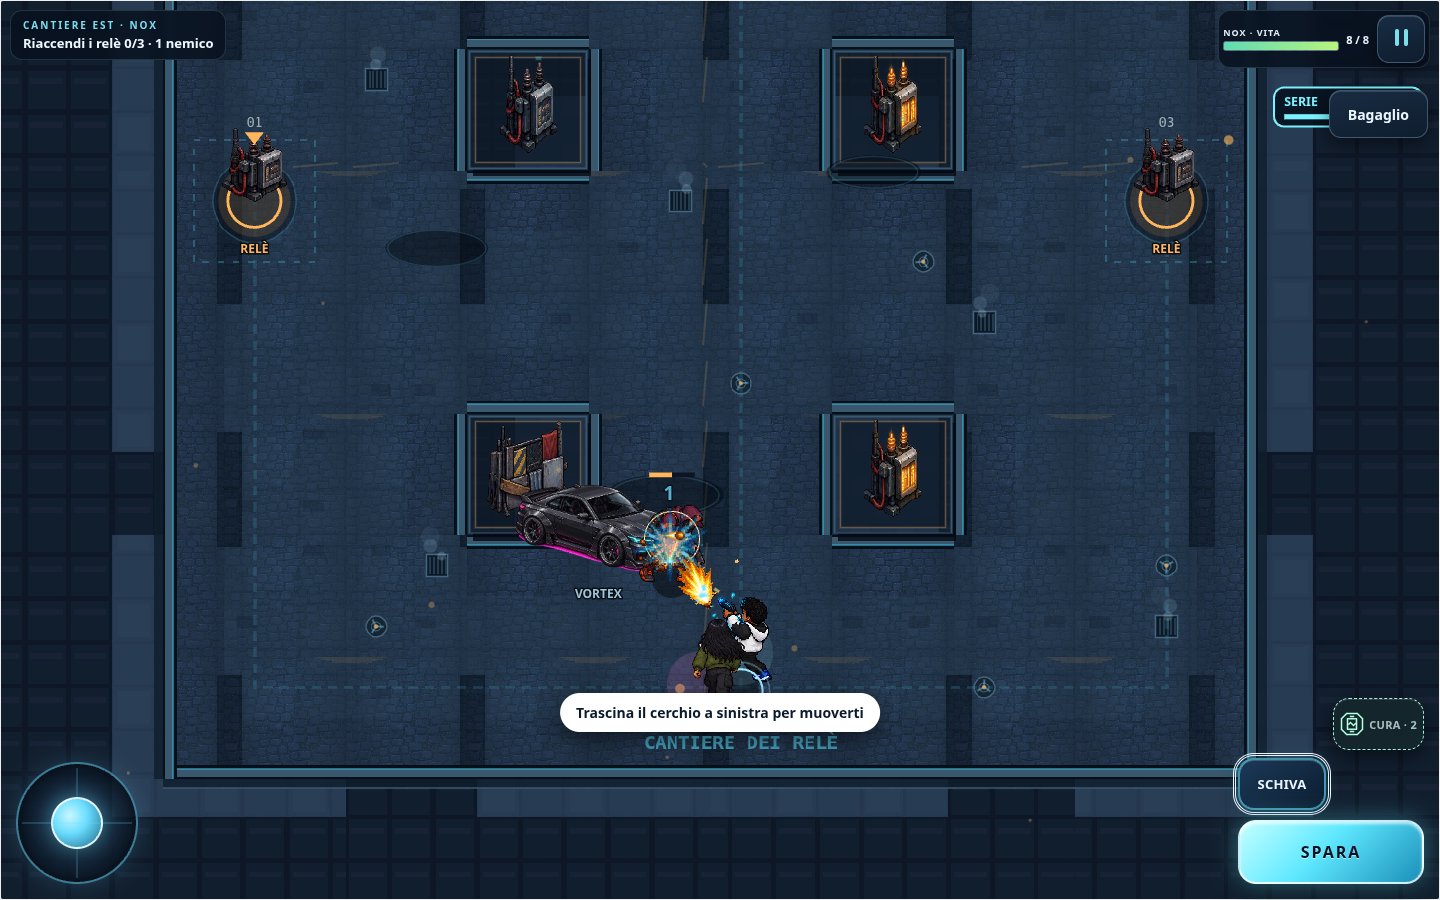 CANTIERE EST · NOX
Riaccendi i relè 0/3 · 1 nemico
NOX · VITA
8 / 8
SERIE
Bagaglio
01
RELÈ
03
RELÈ
1
VORTEX
Trascina il cerchio a sinistra per muoverti
CANTIERE DEI RELÈ
CURA · 2
SCHIVA
SPARA